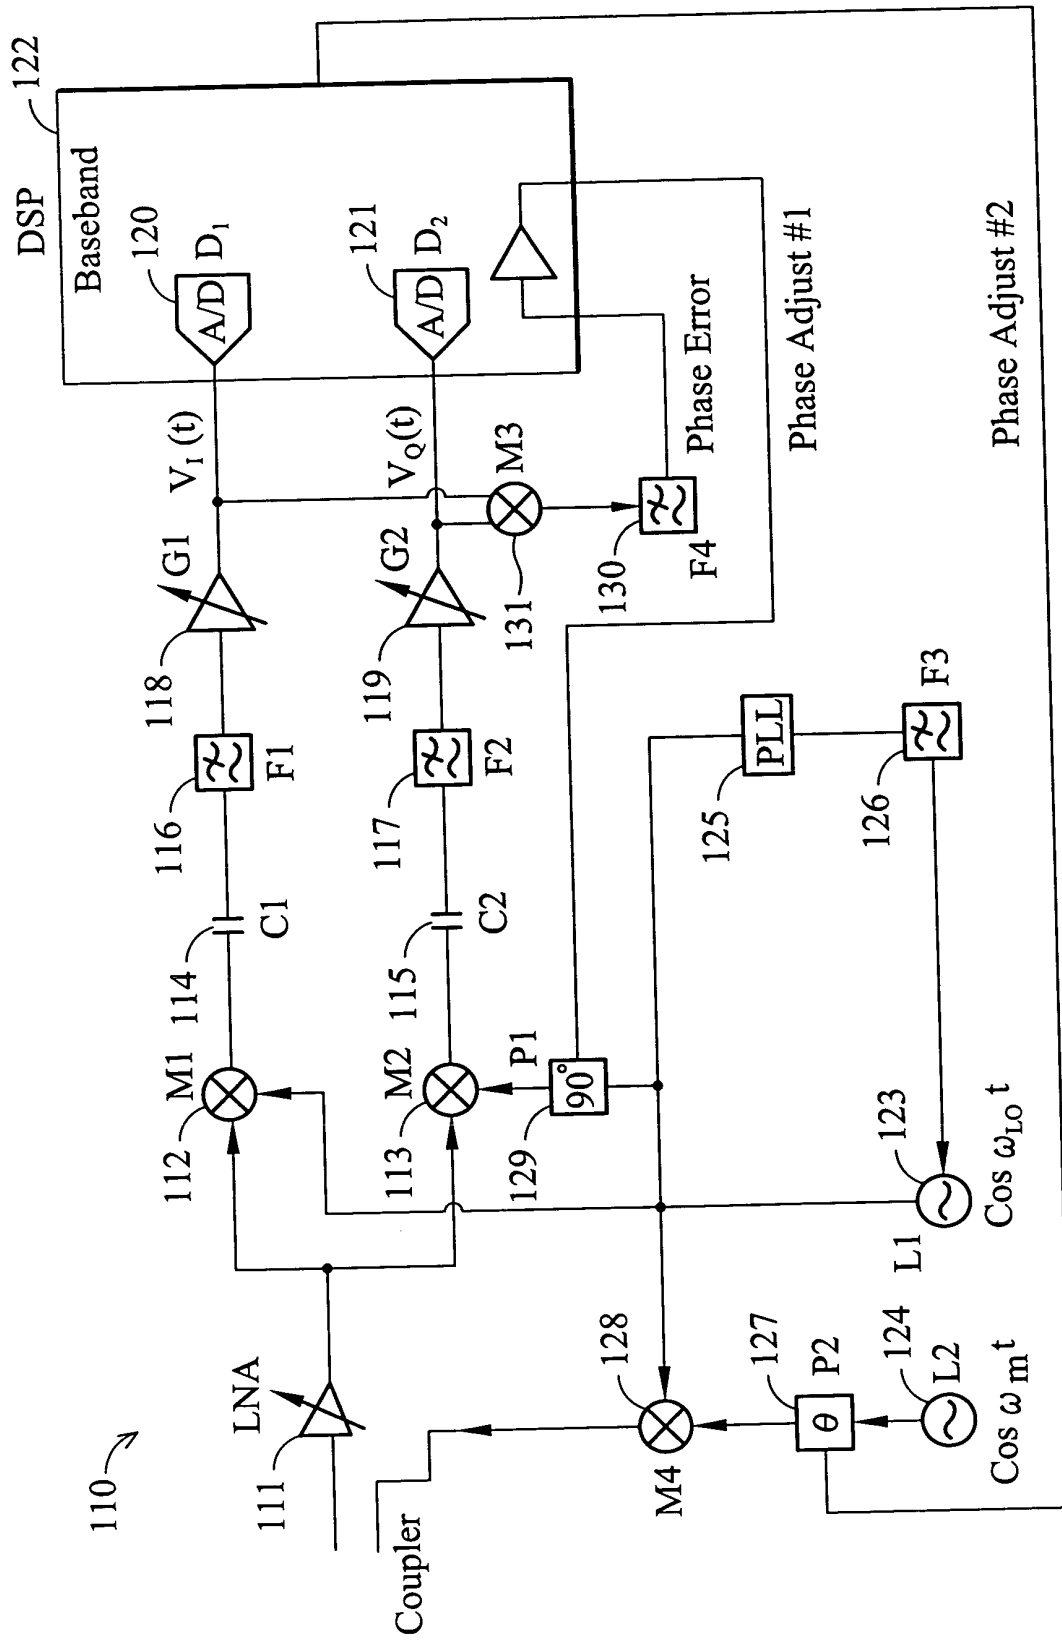 110
DSP
122
Baseband
LNA
111
M1
112
114
C1
116
F1
118
G1
V_I(t)
A/D
120
D₁
M2
113
115
C2
117
F2
119
G2
V_Q(t)
A/D
121
D₂
Coupler
P1
129
90°
131
M3
130
F4
Phase Error
Phase Adjust #1
M4
128
127
P2
θ
124
L2
Cos ω_m t
L1
123
Cos ω_LO t
125
PLL
126
F3
Phase Adjust #2